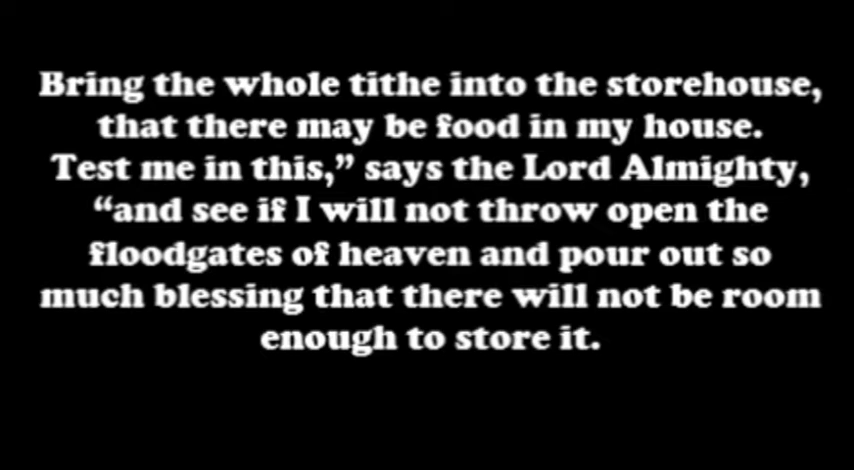 Bring the whole tithe into the storehouse,
that there may be food in my house.
Test me in this,” says the Lord Almighty,
“and see if I will not throw open the
floodgates of heaven and pour out so
much blessing that there will not be room
enough to store it.